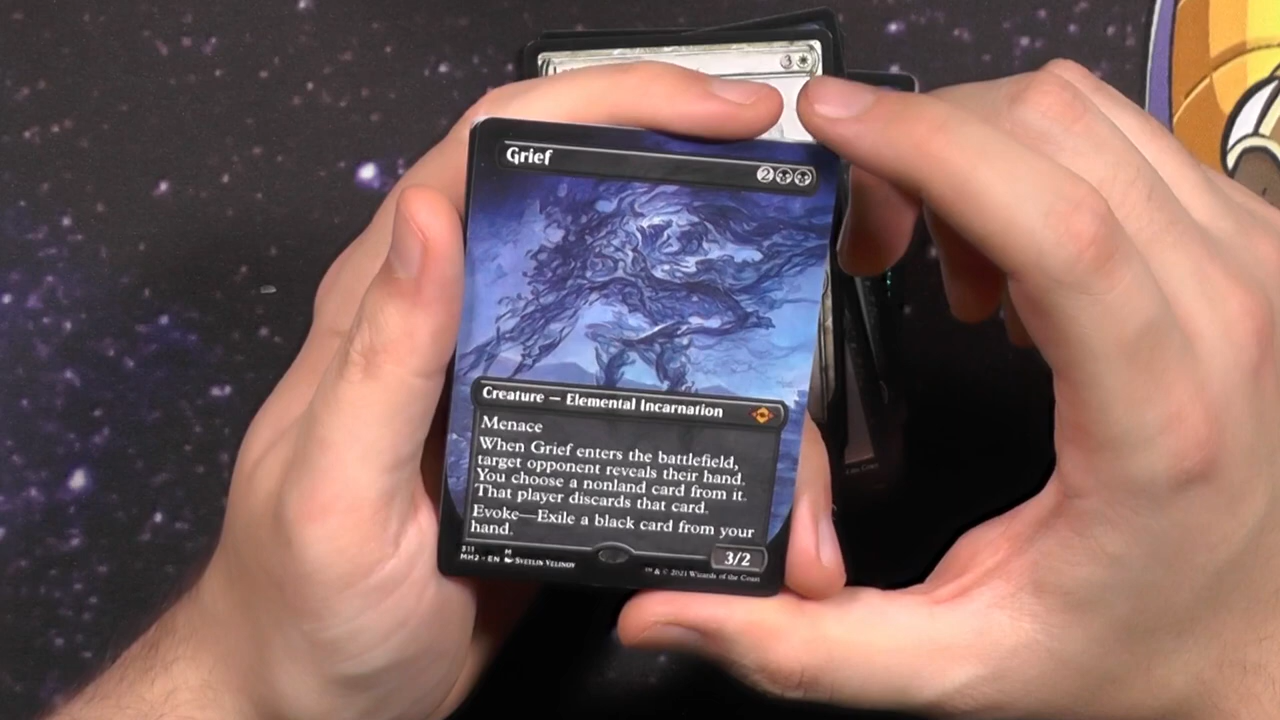 3
Grief
2
Creature — Elemental Incarnation
Menace
When Grief enters the battlefield,
target opponent reveals their hand.
You choose a nonland card from it.
That player discards that card.
Evoke—Exile a black card from your
hand.
3/2
311 M
MH2 • EN Svetlin Velinov
™ & © 2021 Wizards of the Coast